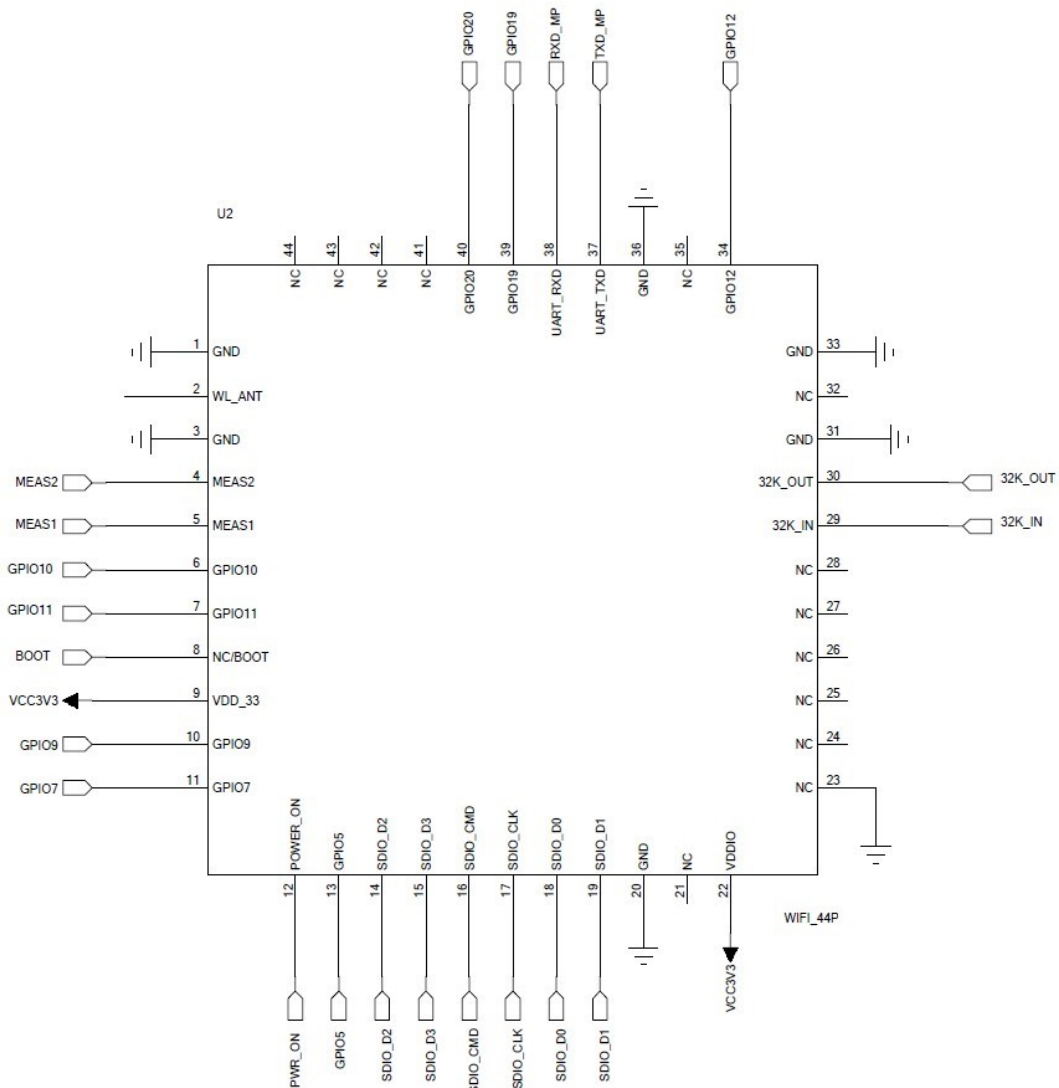 GPIO20
GPIO19
RXD_MP
TXD_MP
GPIO12
U2
44
43
42
41
40
39
38
37
36
35
34
NC
NC
NC
NC
GPIO20
GPIO19
UART_RXD
UART_TXD
GND
NC
GPIO12
1 GND
2 WL_ANT
3 GND
MEAS2 4 MEAS2
MEAS1 5 MEAS1
GPIO10 6 GPIO10
GPIO11 7 GPIO11
BOOT 8 NC/BOOT
VCC3V3 9 VDD_33
GPIO9 10 GPIO9
GPIO7 11 GPIO7
GND 33
NC 32
GND 31
32K_OUT 30 32K_OUT
32K_IN 29 32K_IN
NC 28
NC 27
NC 26
NC 25
NC 24
NC 23
POWER_ON
GPIO5
SDIO_D2
SDIO_D3
SDIO_CMD
SDIO_CLK
SDIO_D0
SDIO_D1
GND
NC
VDDIO
12
13
14
15
16
17
18
19
20
21
22
WIFI_44P
PWR_ON
GPIO5
SDIO_D2
SDIO_D3
SDIO_CMD
SDIO_CLK
SDIO_D0
SDIO_D1
VCC3V3